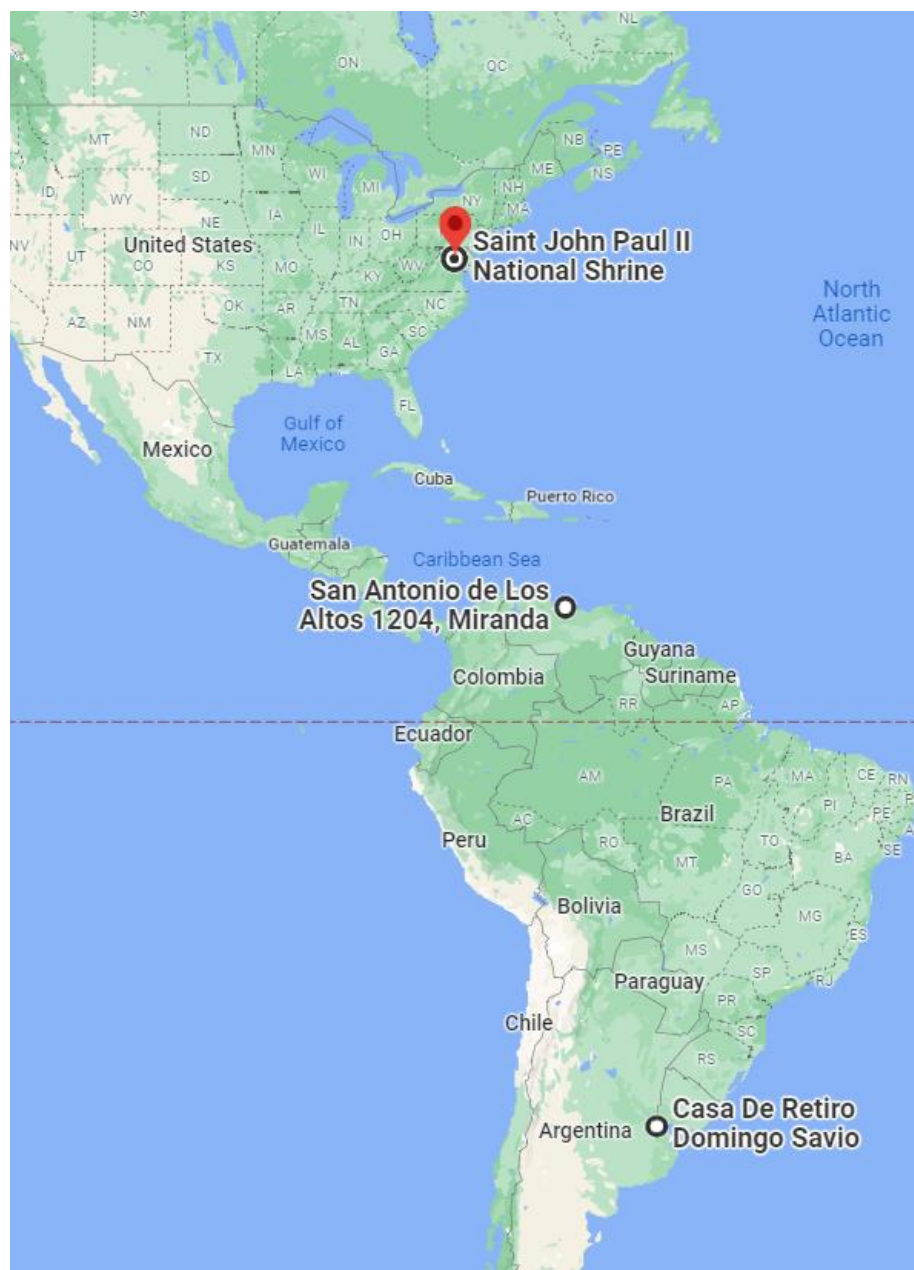 SK
NL
ON
QC
MT
ND
MN
NB
PE
NS
ME
ID
SD
WI
MI
NH
WY
NY
MA
NE
IA
NV
United States
IL
IN
OH
Saint John Paul II
National Shrine
UT
CO
KS
MO
WV
KY
North
Atlantic
Ocean
AZ
NM
OK
AR
TN
NC
MS
AL
GA
SC
TX
LA
FL
Gulf of
Mexico
Mexico
Cuba
Puerto Rico
Guatemala
Caribbean Sea
San Antonio de Los
Altos 1204, Miranda
Guyana
Colombia
Suriname
RR
AP
Ecuador
AM
PA
MA
CE
RN
PI
PE
Peru
AC
Brazil
RO
TO
SE
MT
BA
GO
Bolivia
MG
ES
MS
Paraguay
SP
RJ
PR
Chile
SC
RS
Casa De Retiro
Domingo Savio
Argentina